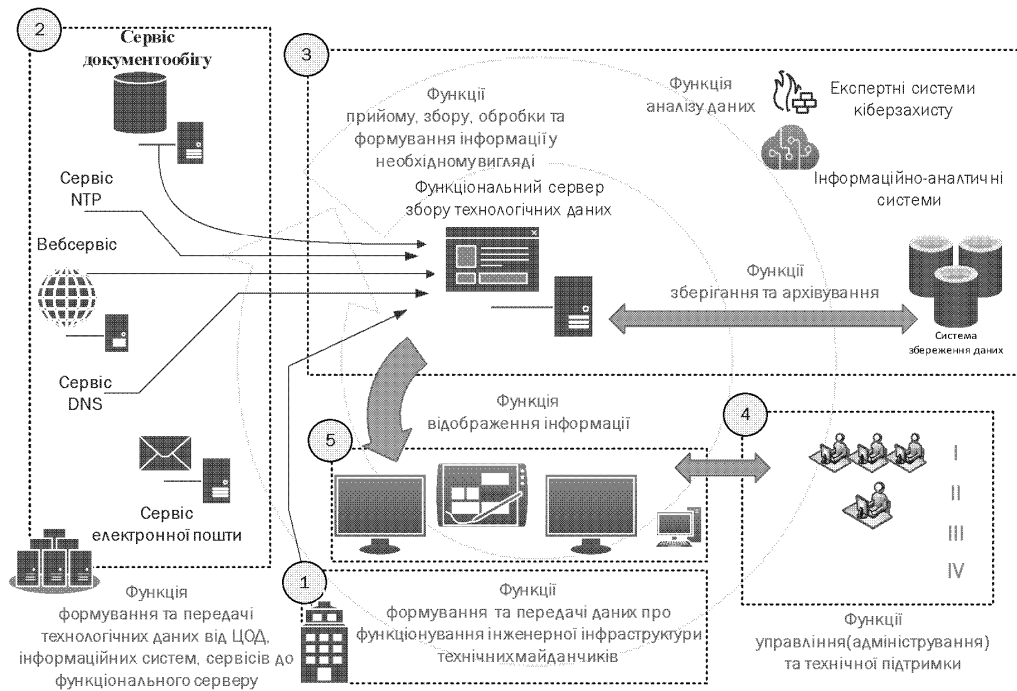 2
Сервіс
документообігу
Сервіс
NTP
Вебсервіс
Сервіс
DNS
Сервіс
електронної пошти
Функція
формування та передачі
технологічних даних від ЦОД,
інформаційних систем, сервісів до
функціонального серверу
3
Функції
прийому, збору, обробки та
формування інформації у
необхідному вигляді
Функціональний сервер
збору технологічних даних
Функція
аналізу даних
Експертні системи
кіберзахисту
Інформаційно-аналтичні
системи
Функції
зберігання та архівування
Система
збереження даних
Функція
відображення інформації
5
4
I
II
III
IV
Функції
управління(адміністрування)
та технічної підтримки
1
Функції
формування та передачі даних про
функціонування інженерної інфраструктури
технічних майданчиків